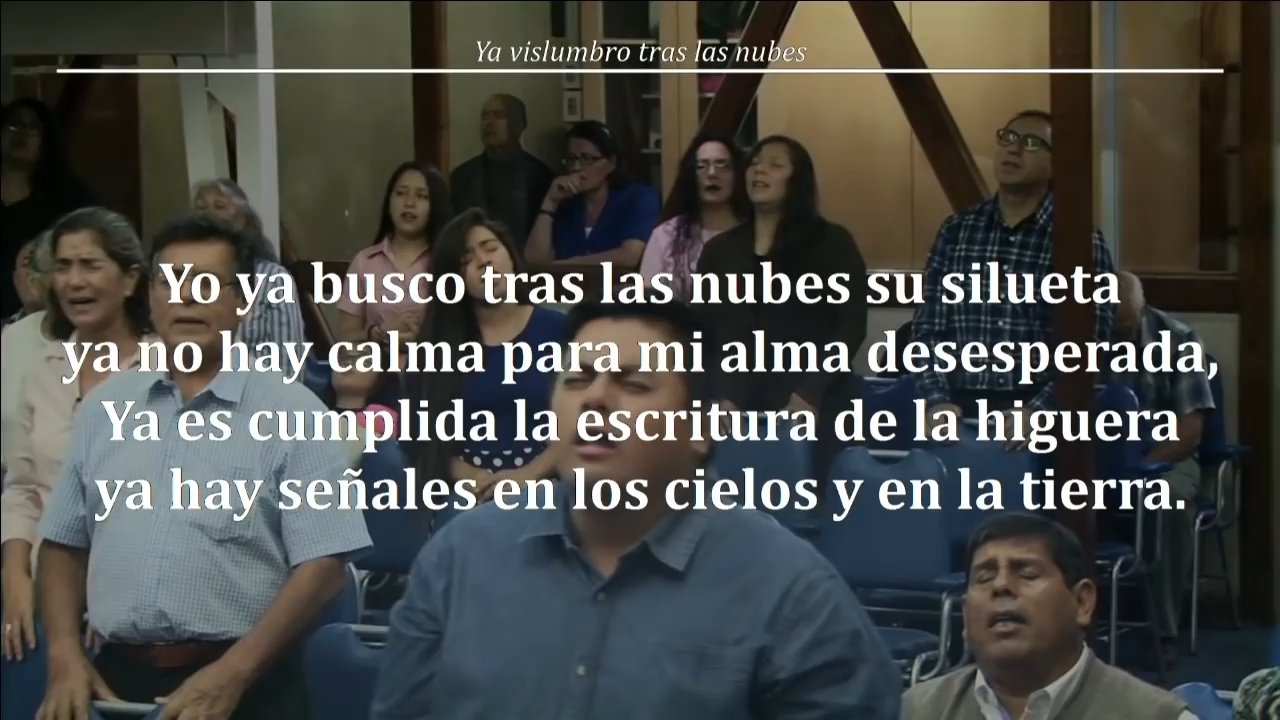 Ya vislumbro tras las nubes
Yo ya busco tras las nubes su silueta
ya no hay calma para mi alma desesperada,
Ya es cumplida la escritura de la higuera
ya hay señales en los cielos y en la tierra.